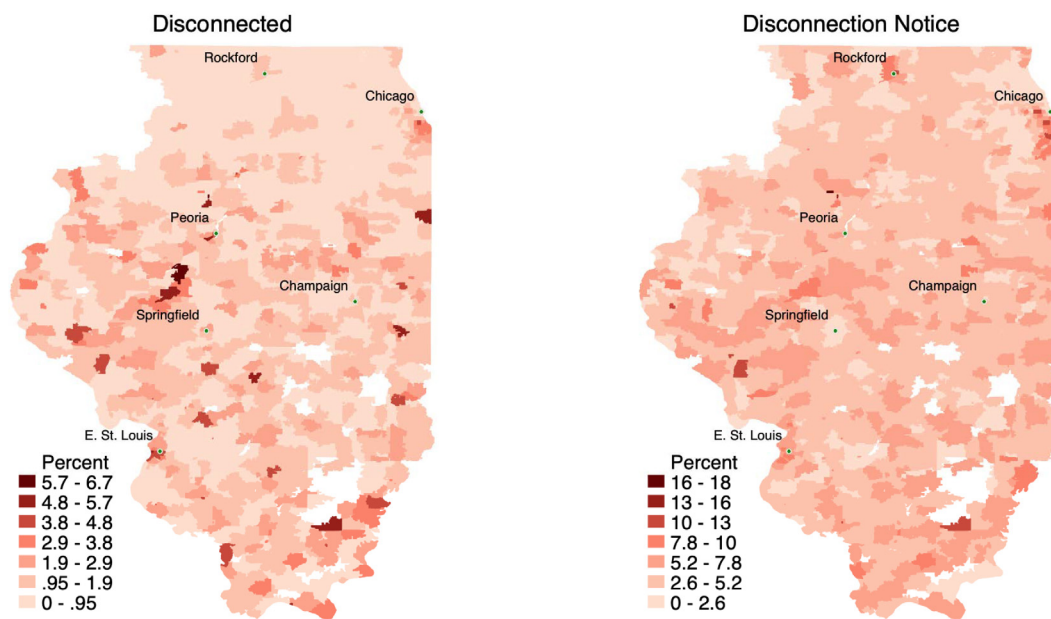 Disconnected
Rockford
Chicago
Peoria
Champaign
Springfield
E. St. Louis
Percent
5.7 - 6.7
4.8 - 5.7
3.8 - 4.8
2.9 - 3.8
1.9 - 2.9
.95 - 1.9
0 - .95
Disconnection Notice
Rockford
Chicago
Peoria
Champaign
Springfield
E. St. Louis
Percent
16 - 18
13 - 16
10 - 13
7.8 - 10
5.2 - 7.8
2.6 - 5.2
0 - 2.6